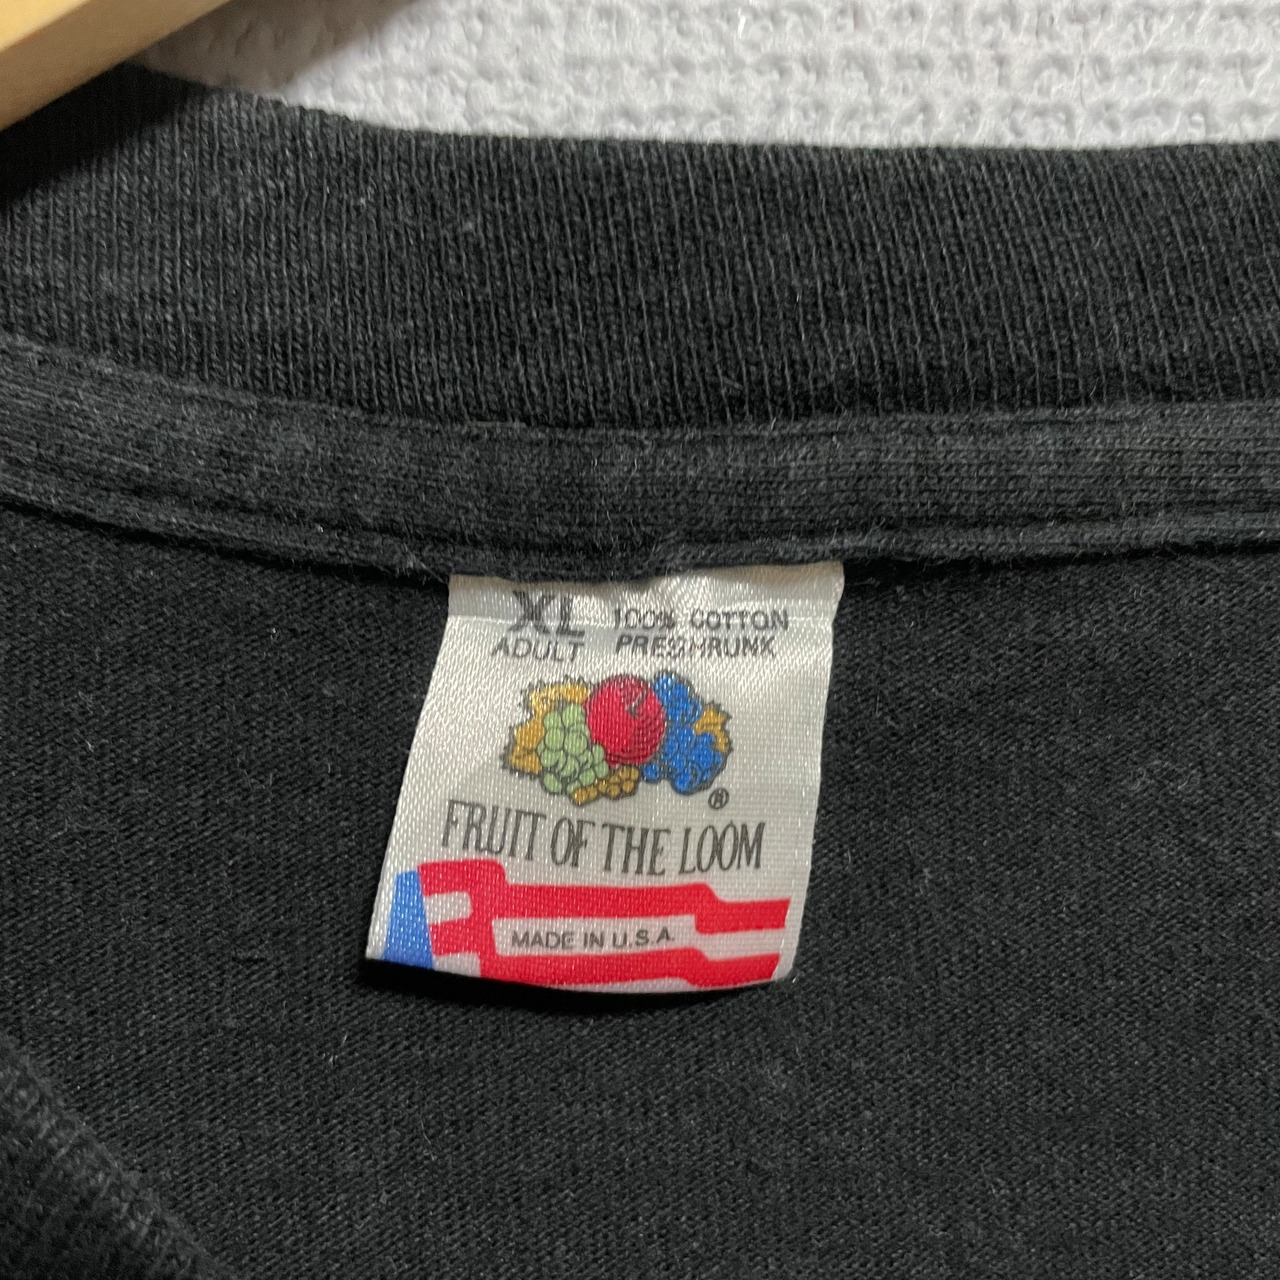 XL 100% COTTON
ADULT PRESHRUNK
®
FRUIT OF THE LOOM
MADE IN U.S.A.